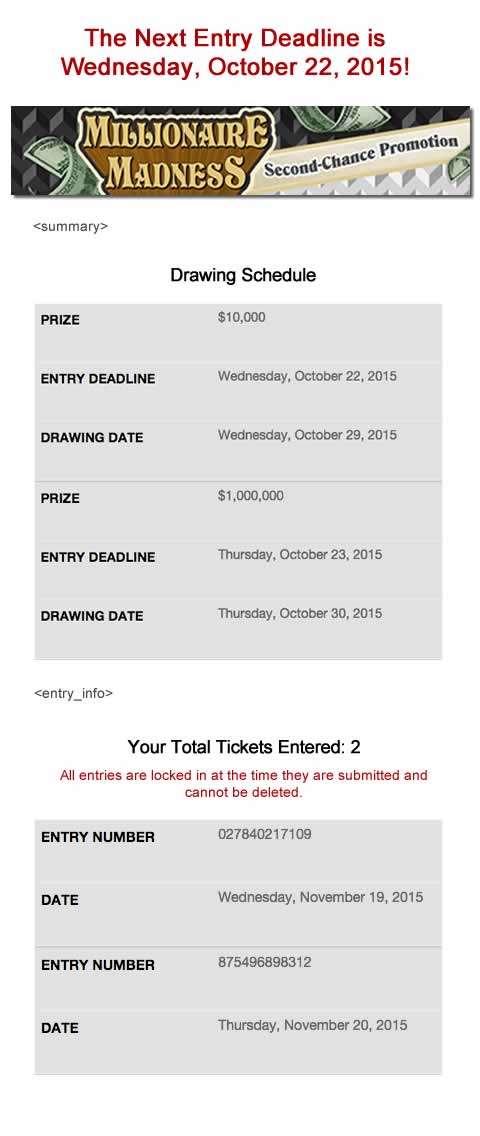 The Next Entry Deadline is
Wednesday, October 22, 2015!
MILLIONAIRE
MADNESS
Second-Chance Promotion
<summary>
Drawing Schedule
PRIZE $10,000
ENTRY DEADLINE Wednesday, October 22, 2015
DRAWING DATE Wednesday, October 29, 2015
PRIZE $1,000,000
ENTRY DEADLINE Thursday, October 23, 2015
DRAWING DATE Thursday, October 30, 2015
<entry_info>
Your Total Tickets Entered: 2
All entries are locked in at the time they are submitted and
cannot be deleted.
ENTRY NUMBER 027840217109
DATE Wednesday, November 19, 2015
ENTRY NUMBER 875496898312
DATE Thursday, November 20, 2015